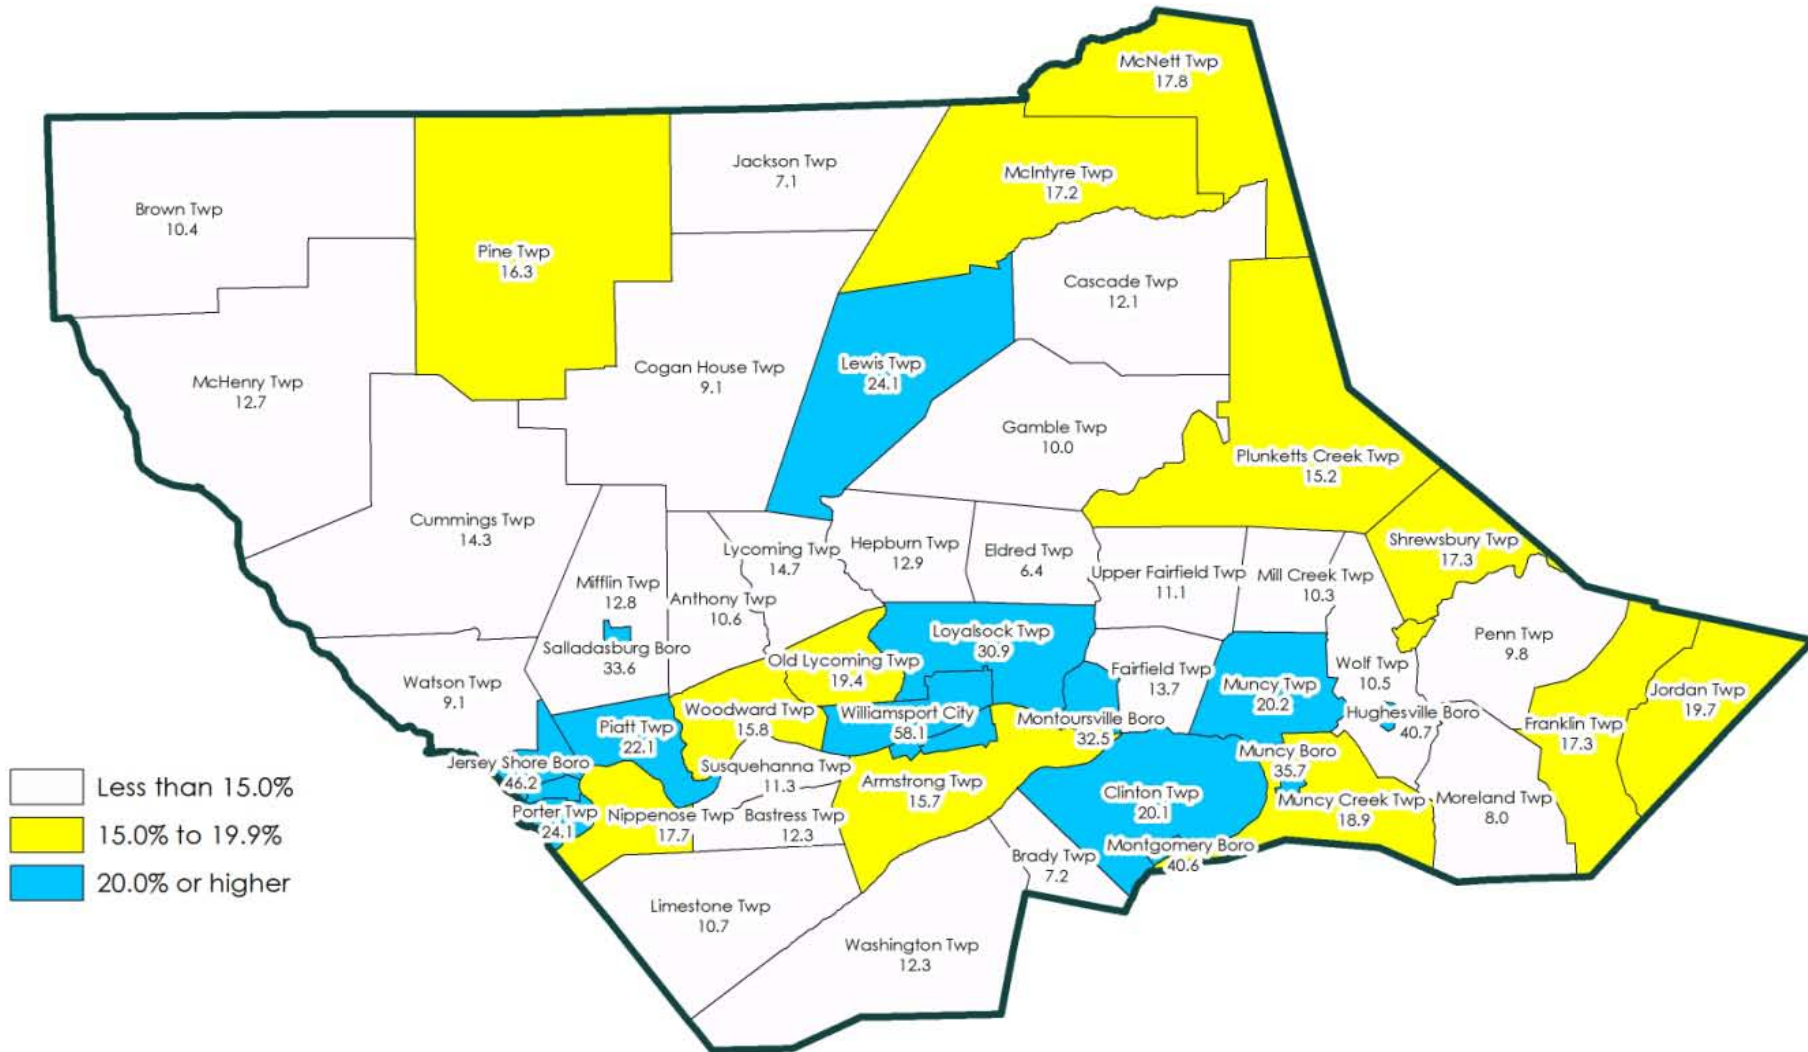 McNett Twp
17.8
Jackson Twp
7.1
McIntyre Twp
17.2
Brown Twp
10.4
Pine Twp
16.3
Cascade Twp
12.1
Cogan House Twp
9.1
Lewis Twp
24.1
McHenry Twp
12.7
Gamble Twp
10.0
Plunketts Creek Twp
15.2
Cummings Twp
14.3
Lycoming Twp
14.7
Hepburn Twp
12.9
Eldred Twp
6.4
Upper Fairfield Twp
11.1
Mill Creek Twp
10.3
Shrewsbury Twp
17.3
Mifflin Twp
12.8
Anthony Twp
10.6
Salladasburg Boro
33.6
Loyalsock Twp
30.9
Penn Twp
9.8
Old Lycoming Twp
19.4
Fairfield Twp
13.7
Wolf Twp
10.5
Watson Twp
9.1
Muncy Twp
20.2
Jordan Twp
19.7
Woodward Twp
15.8
Williamsport City
58.1
Montoursville Boro
32.5
Hughesville Boro
40.7
Franklin Twp
17.3
Piatt Twp
22.1
Jersey Shore Boro
46.2
Susquehanna Twp
11.3
Armstrong Twp
15.7
Muncy Boro
35.7
Clinton Twp
20.1
Muncy Creek Twp
18.9
Moreland Twp
8.0
Porter Twp
24.1
Nippenose Twp
17.7
Bastress Twp
12.3
Montgomery Boro
40.6
Brady Twp
7.2
Limestone Twp
10.7
Washington Twp
12.3
Less than 15.0%
15.0% to 19.9%
20.0% or higher